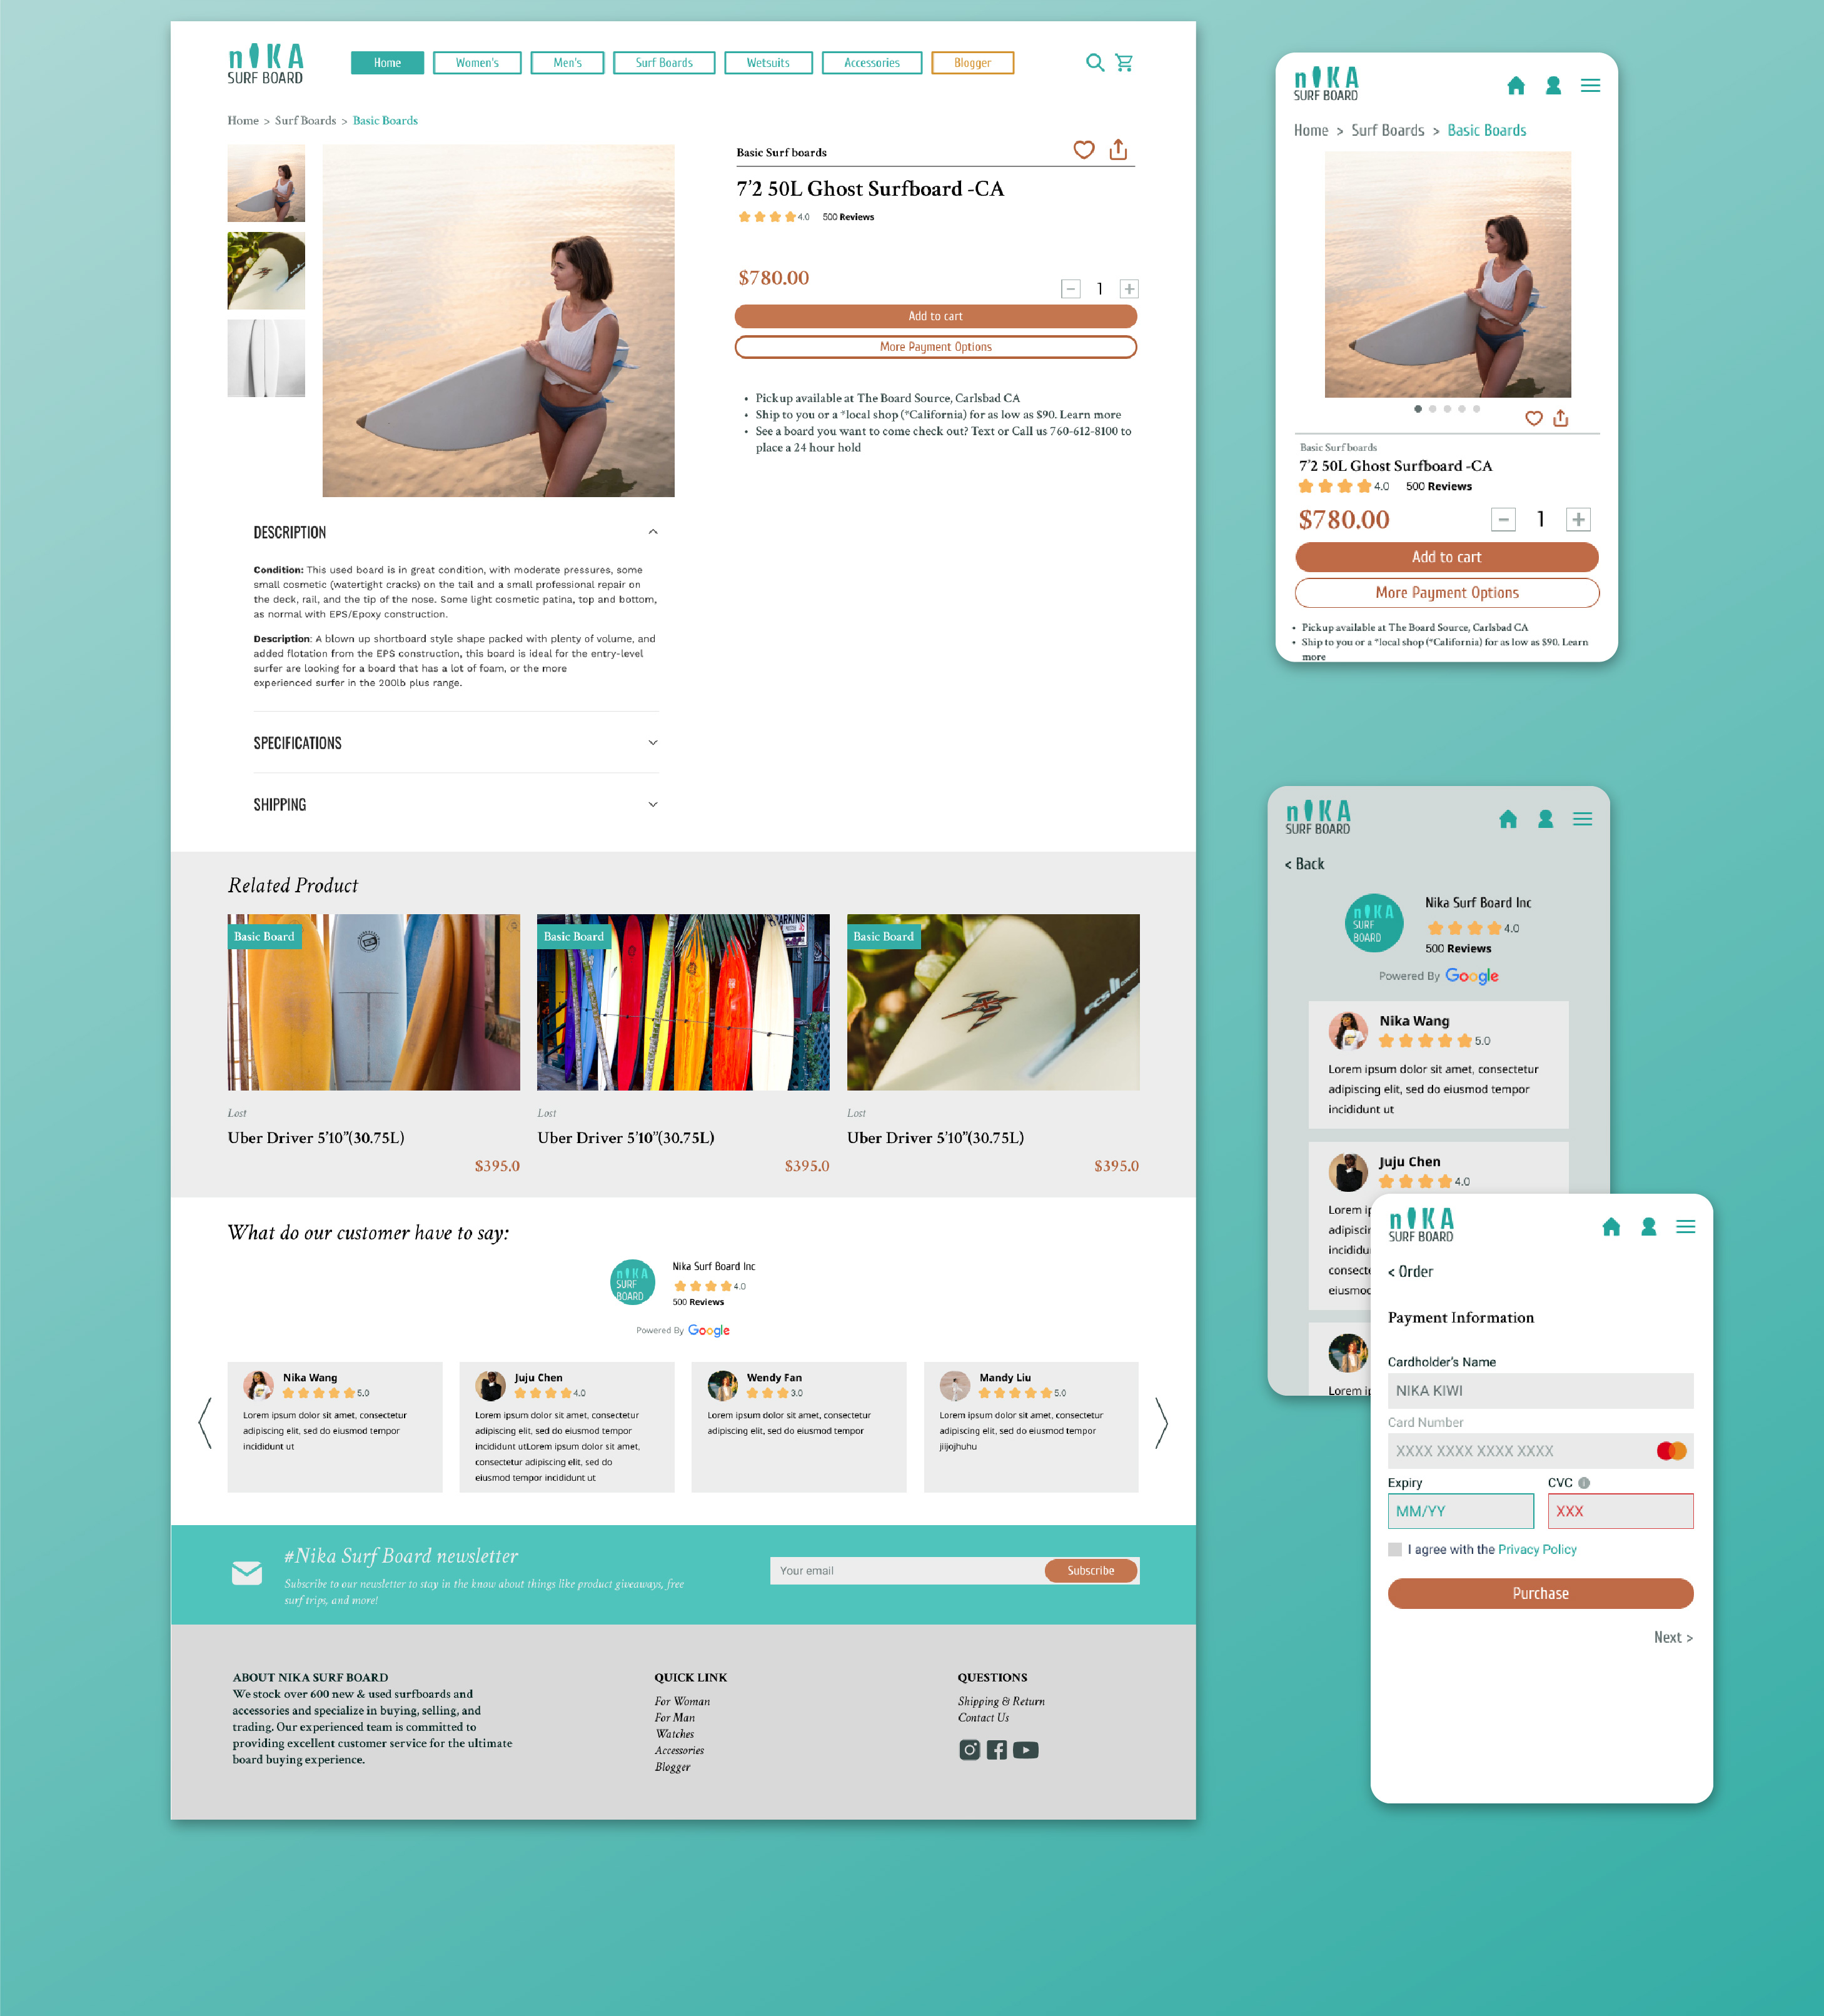 nIKA
SURF BOARD
Home
Women's
Men's
Surf Boards
Wetsuits
Accessories
Blogger
Home > Surf Boards > Basic Boards
Basic Surf boards
7’2 50L Ghost Surfboard -CA
4.0 500 Reviews
$780.00
- 1 +
Add to cart
More Payment Options
• Pickup available at The Board Source, Carlsbad CA
• Ship to you or a *local shop (*California) for as low as $90. Learn more
• See a board you want to come check out? Text or Call us 760-612-8100 to
place a 24 hour hold
DESCRIPTION
Condition: This used board is in great condition, with moderate pressures, some
small cosmetic (watertight cracks) on the tail and a small professional repair on
the deck, rail, and the tip of the nose. Some light cosmetic patina, top and bottom,
as normal with EPS/Epoxy construction.
Description: A blown up shortboard style shape packed with plenty of volume, and
added flotation from the EPS construction, this board is ideal for the entry-level
surfer are looking for a board that has a lot of foam, or the more
experienced surfer in the 200lb plus range.
SPECIFICATIONS
SHIPPING
Related Product
Basic Board
Basic Board
PARKING
Basic Board
Lost
Uber Driver 5’10”(30.75L)
$395.0
Lost
Uber Driver 5’10”(30.75L)
$395.0
Lost
Uber Driver 5’10”(30.75L)
$395.0
What do our customer have to say:
nIKA
SURF
BOARD
Nika Surf Board Inc
4.0
500 Reviews
Powered By Google
Nika Wang
5.0
Lorem ipsum dolor sit amet, consectetur
adipiscing elit, sed do eiusmod tempor
incididunt ut
Juju Chen
4.0
Lorem ipsum dolor sit amet, consectetur
adipiscing elit, sed do eiusmod tempor
incididunt utLorem ipsum dolor sit amet,
consectetur adipiscing elit, sed do
eiusmod tempor incididunt ut
Wendy Fan
3.0
Lorem ipsum dolor sit amet, consectetur
adipiscing elit, sed do eiusmod tempor
Mandy Liu
5.0
Lorem ipsum dolor sit amet, consectetur
adipiscing elit, sed do eiusmod tempor
jiijojhuhu
#Nika Surf Board newsletter
Subscribe to our newsletter to stay in the know about things like product giveaways, free
surf trips, and more!
Your email
Subscribe
ABOUT NIKA SURF BOARD
We stock over 600 new & used surfboards and
accessories and specialize in buying, selling, and
trading. Our experienced team is committed to
providing excellent customer service for the ultimate
board buying experience.
QUICK LINK
For Woman
For Man
Watches
Accessories
Blogger
QUESTIONS
Shipping & Return
Contact Us
nIKA
SURF BOARD
Home > Surf Boards > Basic Boards
Basic Surf boards
7’2 50L Ghost Surfboard -CA
4.0 500 Reviews
$780.00
- 1 +
Add to cart
More Payment Options
• Pickup available at The Board Source, Carlsbad CA
• Ship to you or a *local shop (*California) for as low as $90. Learn
more
nIKA
SURF BOARD
< Back
nIKA
SURF
BOARD
Nika Surf Board Inc
4.0
500 Reviews
Powered By Google
Nika Wang
5.0
Lorem ipsum dolor sit amet, consectetur
adipiscing elit, sed do eiusmod tempor
incididunt ut
Juju Chen
4.0
Lorem
nIKA
SURF BOARD
< Order
Payment Information
Cardholder's Name
NIKA KIWI
Card Number
XXXX XXXX XXXX XXXX
Expiry
CVC
MM/YY
XXX
I agree with the Privacy Policy
Purchase
Next >